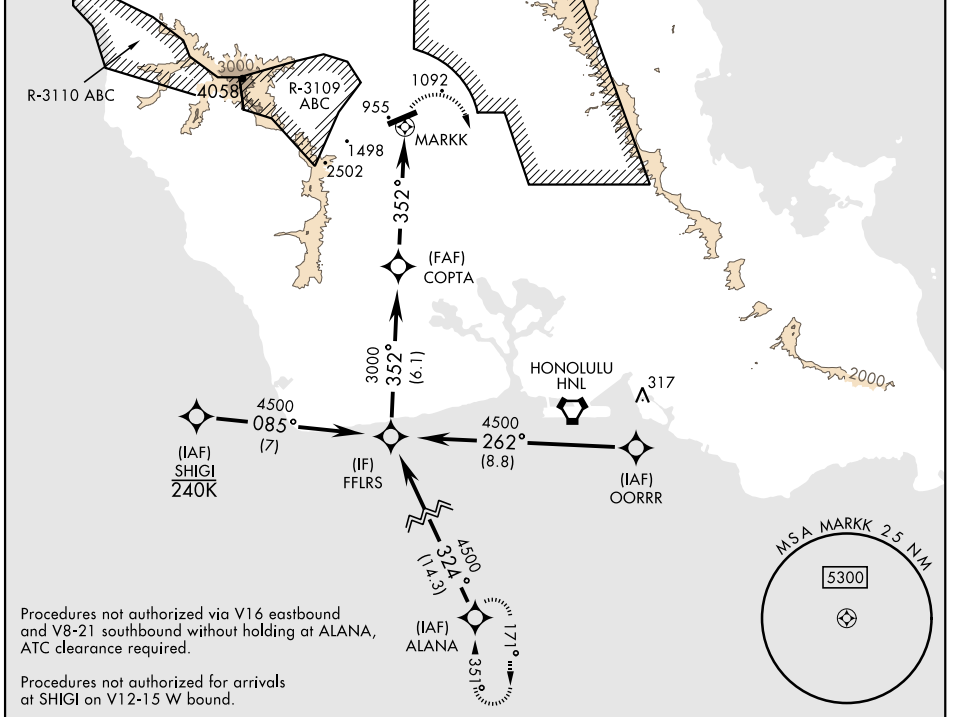 3000
4058
R-3110 ABC
R-3109
ABC
1092
955
MARKK
1498
2502
352°
(FAF)
COPTA
3000
352°
(6.1)
HONOLULU
HNL
317
2000
4500
085°
(7)
4500
262°
(8.8)
(IAF)
SHIGI
240K
(IF)
FFLRS
(IAF)
OORRR
4500
324°
(14.3)
(IAF)
ALANA
171°
351°
MSA MARKK 25 NM
5300
Procedures not authorized via V16 eastbound
and V8-21 southbound without holding at ALANA,
ATC clearance required.
Procedures not authorized for arrivals
at SHIGI on V12-15 W bound.